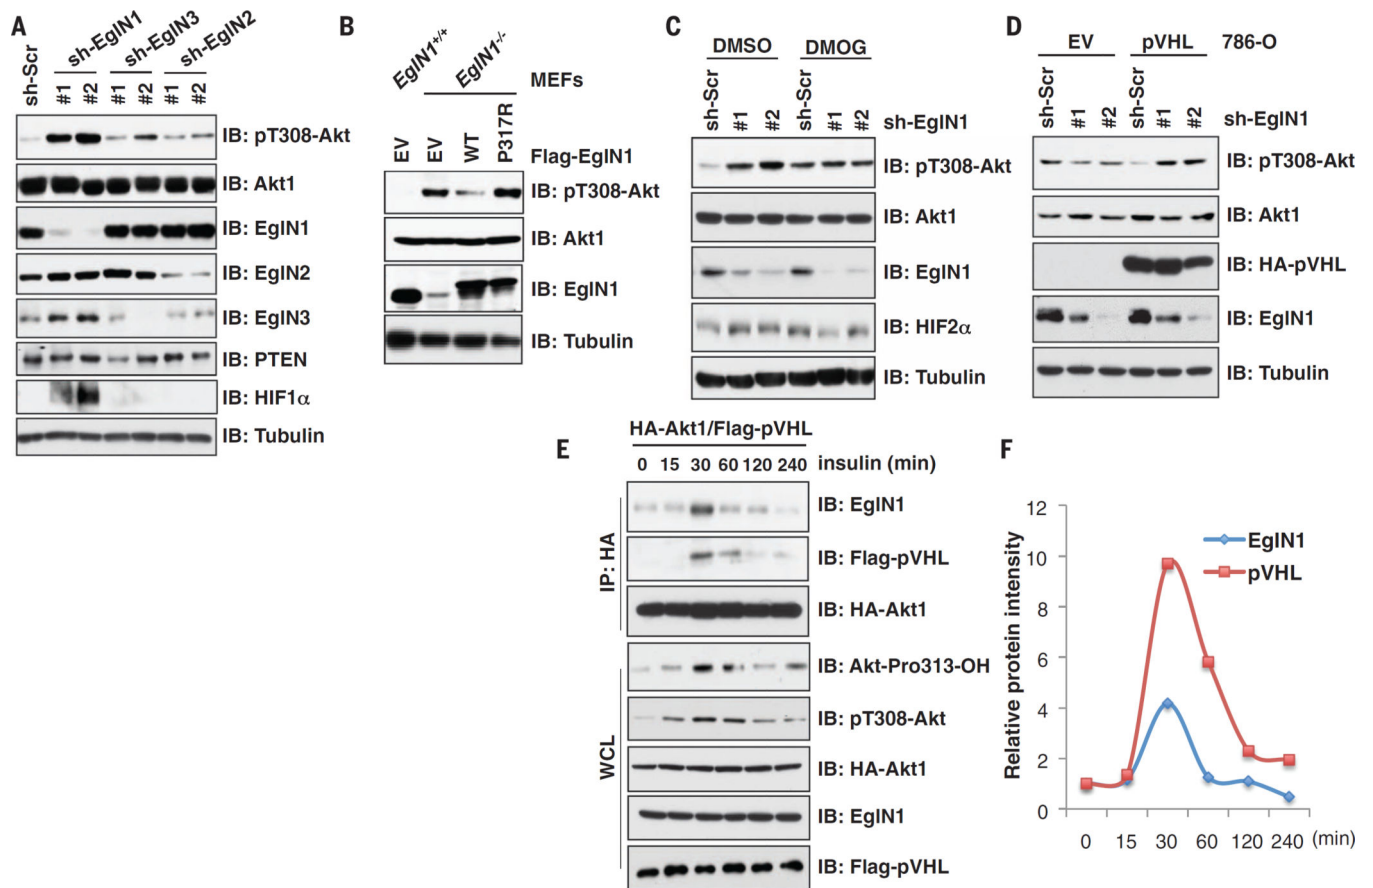 A
sh-Scr
sh-EglN1
sh-EglN3
sh-EglN2
#1 #2 #1 #2 #1 #2
IB: pT308-Akt
IB: Akt1
IB: EglN1
IB: EglN2
IB: EglN3
IB: PTEN
IB: HIF1α
IB: Tubulin
B
EglN1+/+
EglN1-/-
MEFs
EV EV WT P317R
Flag-EglN1
IB: pT308-Akt
IB: Akt1
IB: EglN1
IB: Tubulin
C
DMSO DMOG
sh-Scr #1 #2 sh-Scr #1 #2
sh-EglN1
IB: pT308-Akt
IB: Akt1
IB: EglN1
IB: HIF2α
IB: Tubulin
D
EV pVHL 786-O
sh-Scr #1 #2 sh-Scr #1 #2
sh-EglN1
IB: pT308-Akt
IB: Akt1
IB: HA-pVHL
IB: EglN1
IB: Tubulin
E
HA-Akt1/Flag-pVHL
0 15 30 60 120 240 insulin (min)
IP: HA
IB: EglN1
IB: Flag-pVHL
IB: HA-Akt1
WCL
IB: Akt-Pro313-OH
IB: pT308-Akt
IB: HA-Akt1
IB: EglN1
IB: Flag-pVHL
F
Relative protein intensity
12
10
8
6
4
2
0
EglN1
pVHL
0 15 30 60 120 240 (min)